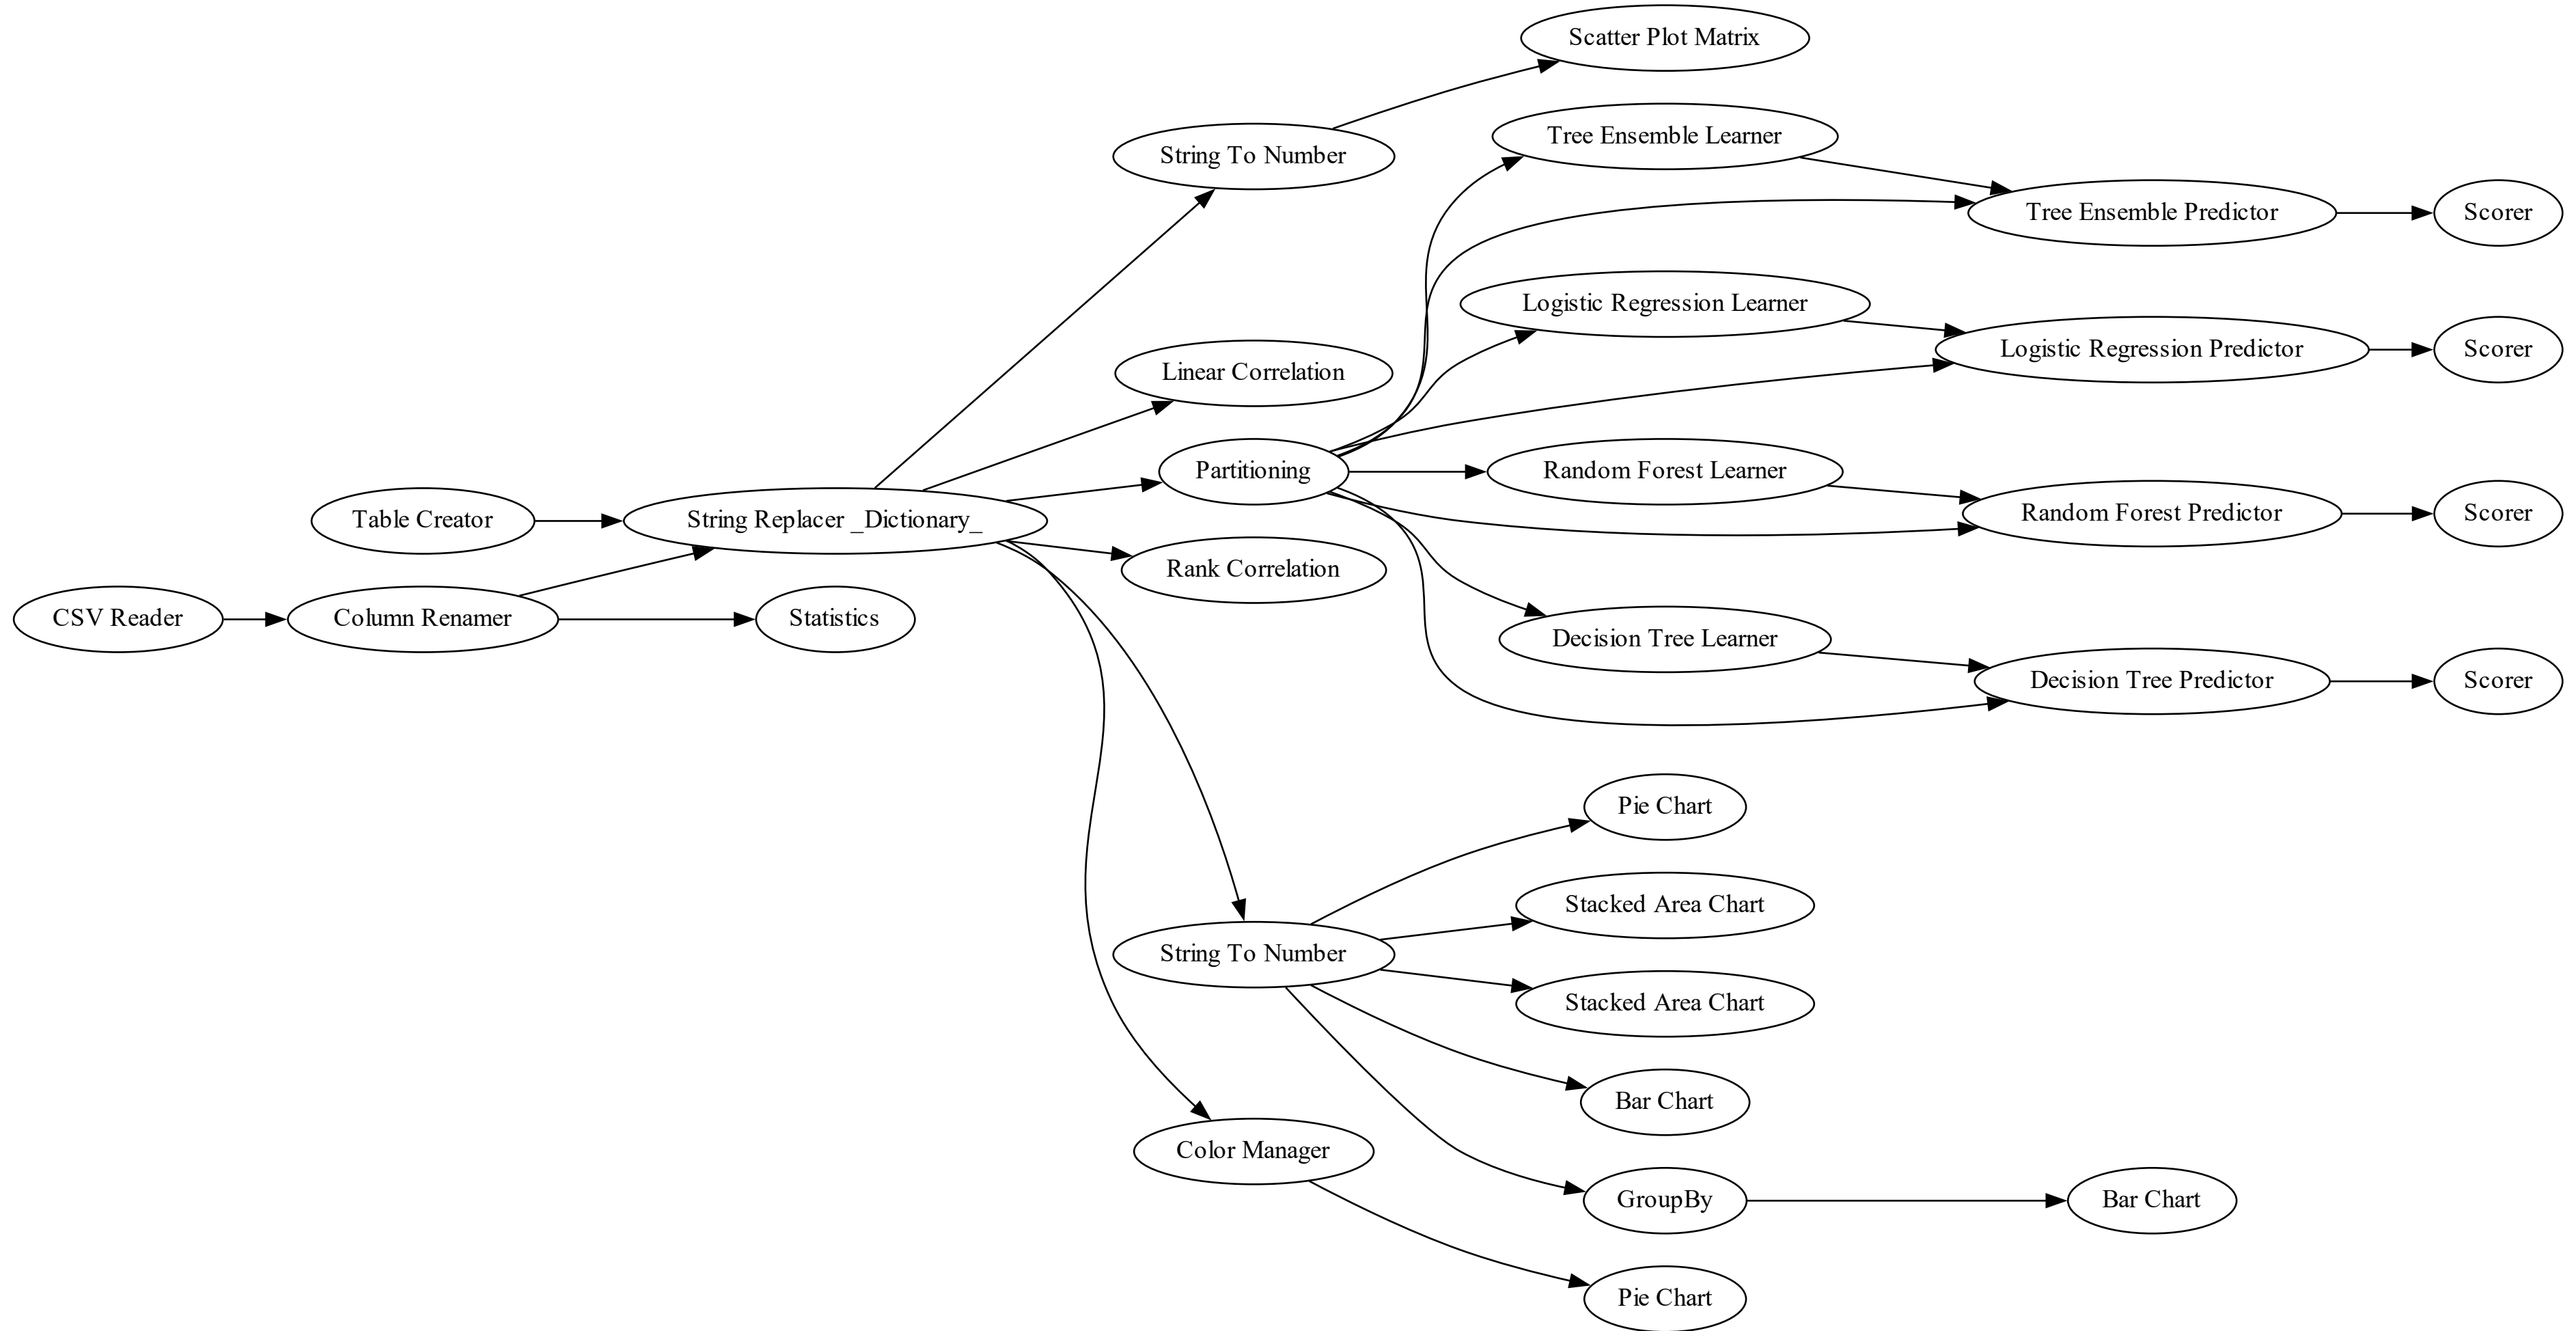 Scatter Plot Matrix
Tree Ensemble Learner
String To Number
Tree Ensemble Predictor
Scorer
Logistic Regression Learner
Logistic Regression Predictor
Scorer
Linear Correlation
Partitioning
Random Forest Learner
Random Forest Predictor
Scorer
Table Creator
String Replacer _Dictionary_
Rank Correlation
CSV Reader
Column Renamer
Statistics
Decision Tree Learner
Decision Tree Predictor
Scorer
Pie Chart
Stacked Area Chart
String To Number
Stacked Area Chart
Bar Chart
Color Manager
GroupBy
Bar Chart
Pie Chart